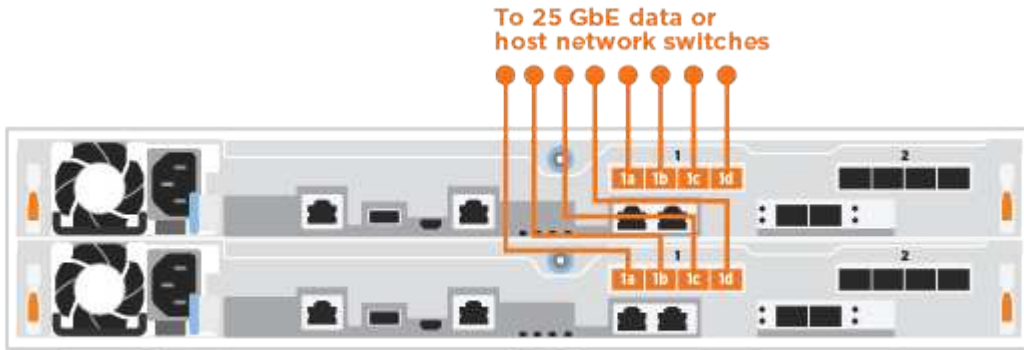 To 25 GbE data or
host network switches
1 2
1a 1b 1c 1d
1 2
1a 1b 1c 1d